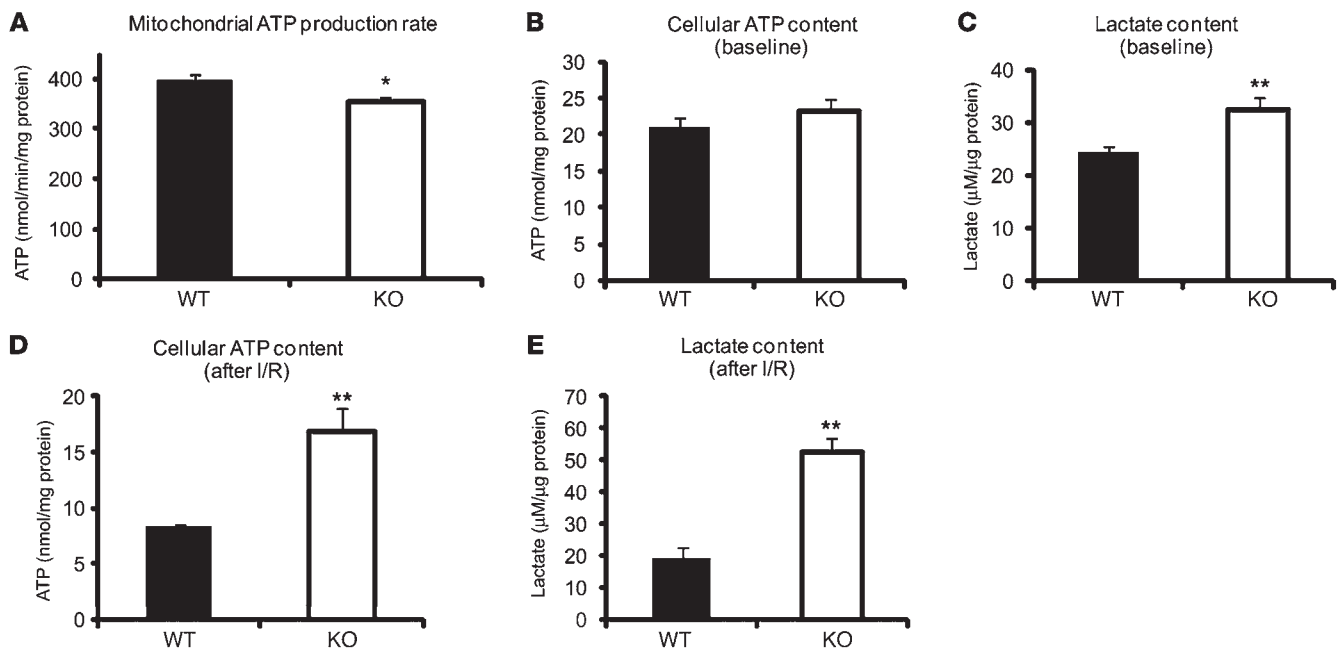 A
Mitochondrial ATP production rate
ATP (nmol/min/mg protein)
400
300
200
100
0
*
WT
KO
B
Cellular ATP content
(baseline)
ATP (nmol/mg protein)
30
25
20
15
10
5
0
WT
KO
C
Lactate content
(baseline)
Lactate (μM/μg protein)
40
30
20
10
0
**
WT
KO
D
Cellular ATP content
(after I/R)
ATP (nmol/mg protein)
20
15
10
5
0
**
WT
KO
E
Lactate content
(after I/R)
Lactate (μM/μg protein)
70
60
50
40
30
20
10
0
**
WT
KO